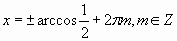 x = ± arccos 1/2 + 2πm, m ∈ Z